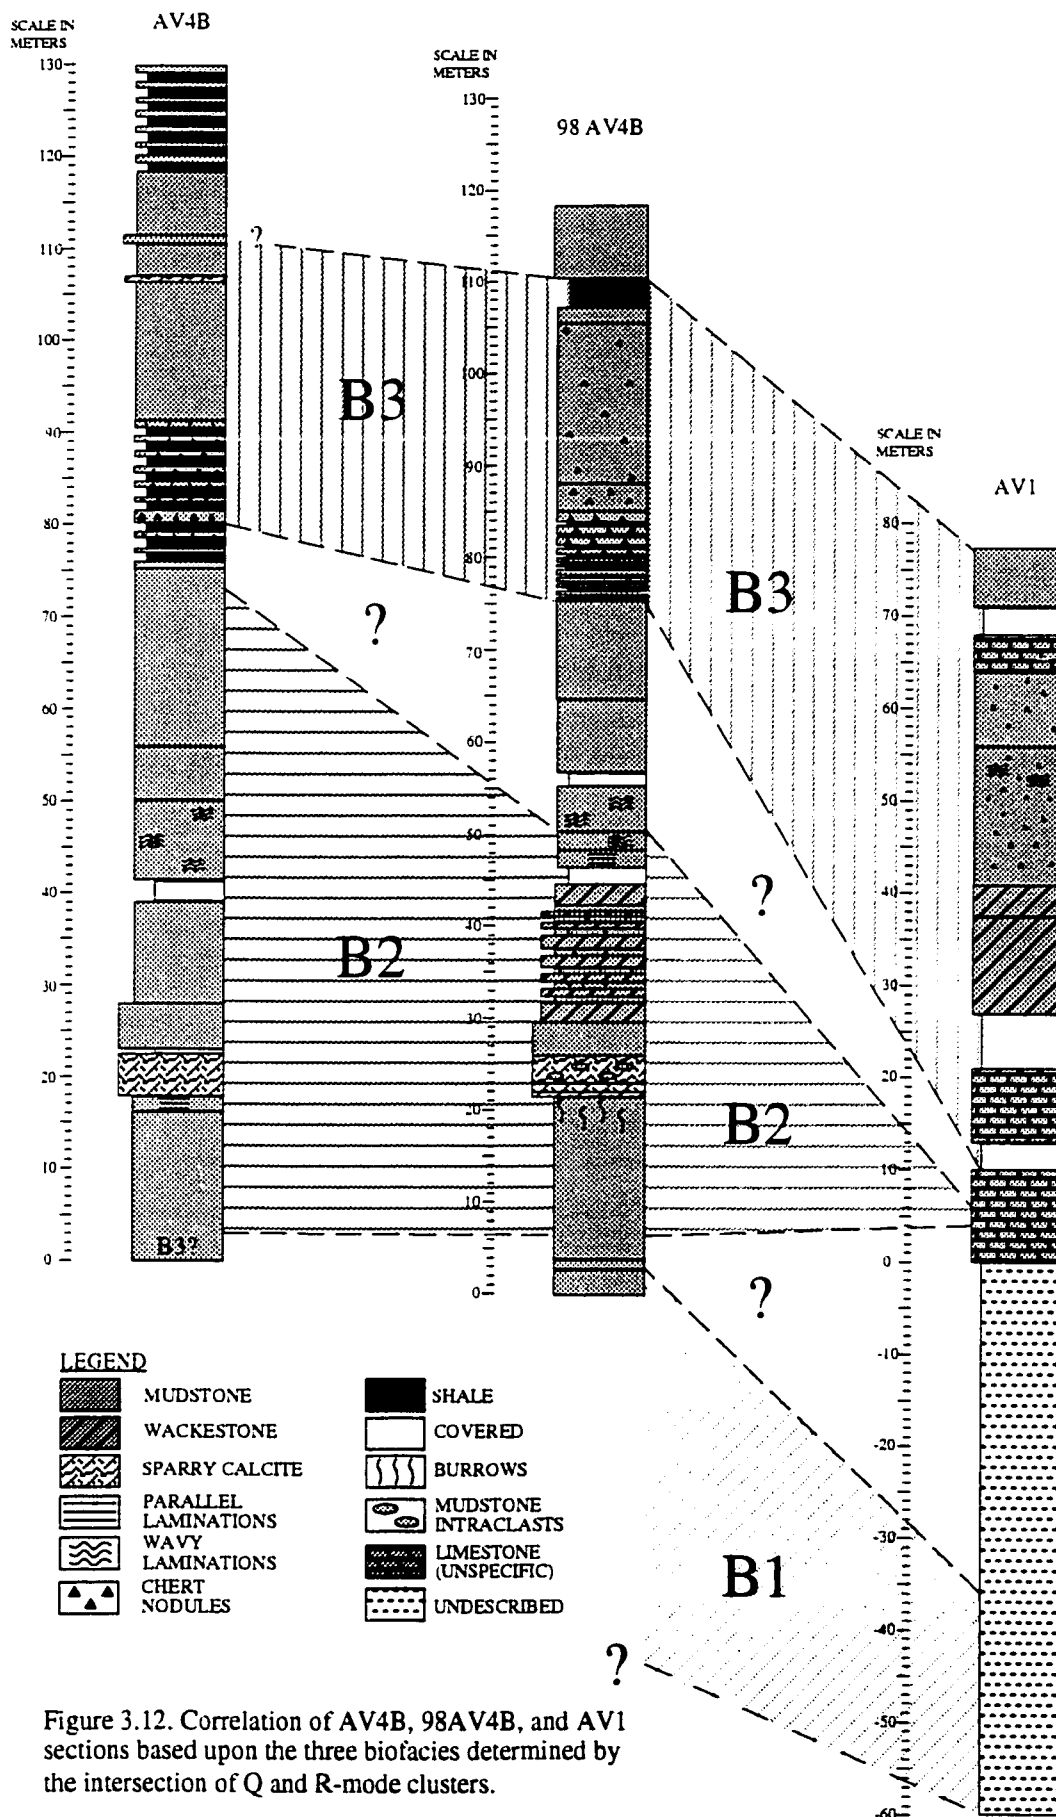 SCALE IN
METERS
AV4B
130
120
110
100
90
80
70
60
50
40
30
20
10
0
B3?
SCALE IN
METERS
98 AV4B
130
120
110
100
90
80
70
60
50
40
30
20
10
0
SCALE IN
METERS
AV1
80
70
60
50
40
30
20
10
0
-10
-20
-30
-40
-50
-60
?
B3
B3
?
?
B2
B2
?
B1
?
LEGEND
MUDSTONE
WACKESTONE
SPARRY CALCITE
PARALLEL
LAMINATIONS
WAVY
LAMINATIONS
CHERT
NODULES
SHALE
COVERED
BURROWS
MUDSTONE
INTRACLASTS
LIMESTONE
(UNSPECIFIC)
UNDESCRIBED
Figure 3.12. Correlation of AV4B, 98AV4B, and AV1
sections based upon the three biofacies determined by
the intersection of Q and R-mode clusters.